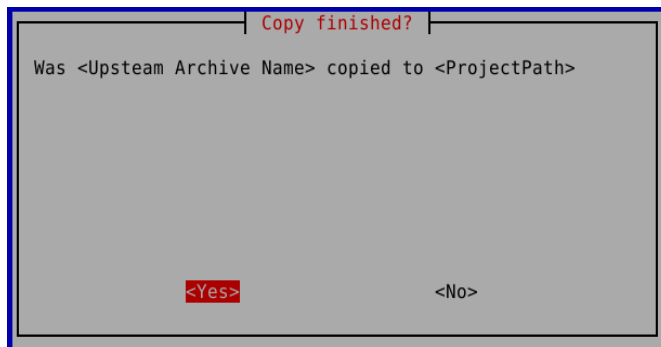 Copy finished?
Was <Upsteam Archive Name> copied to <ProjectPath>
<Yes> <No>